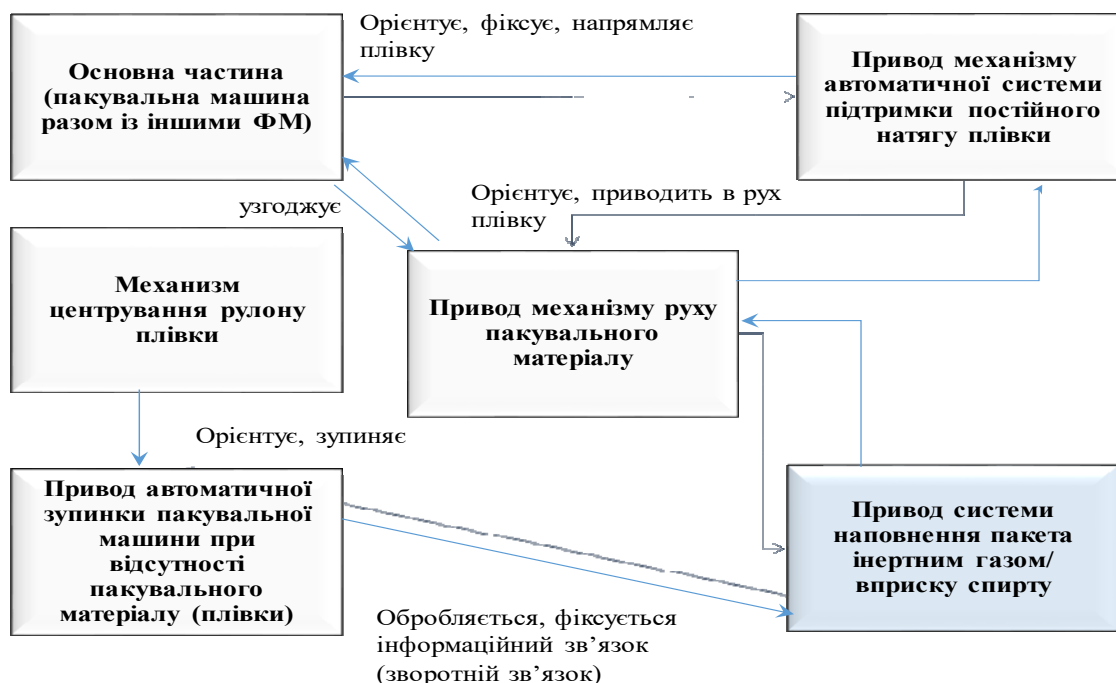 Орієнтує, фіксує, напрямляє
плівку
Основна частина
(пакувальна машина
разом із іншими ФМ)
Привод механізму
автоматичної системи
підтримки постійного
натягу плівки
узгоджує
Орієнтує, приводить в рух
плівку
Механизм
центрування рулону
плівки
Привод механізму руху
пакувального
матеріалу
Орієнтує, зупиняє
Привод автоматичної
зупинки пакувальної
машини при
відсутності
пакувального
матеріалу (плівки)
Привод системи
наповнення пакета
інертним газом/
вприску спирту
Обробляється, фіксується
інформаційний зв’язок
(зворотній зв’язок)